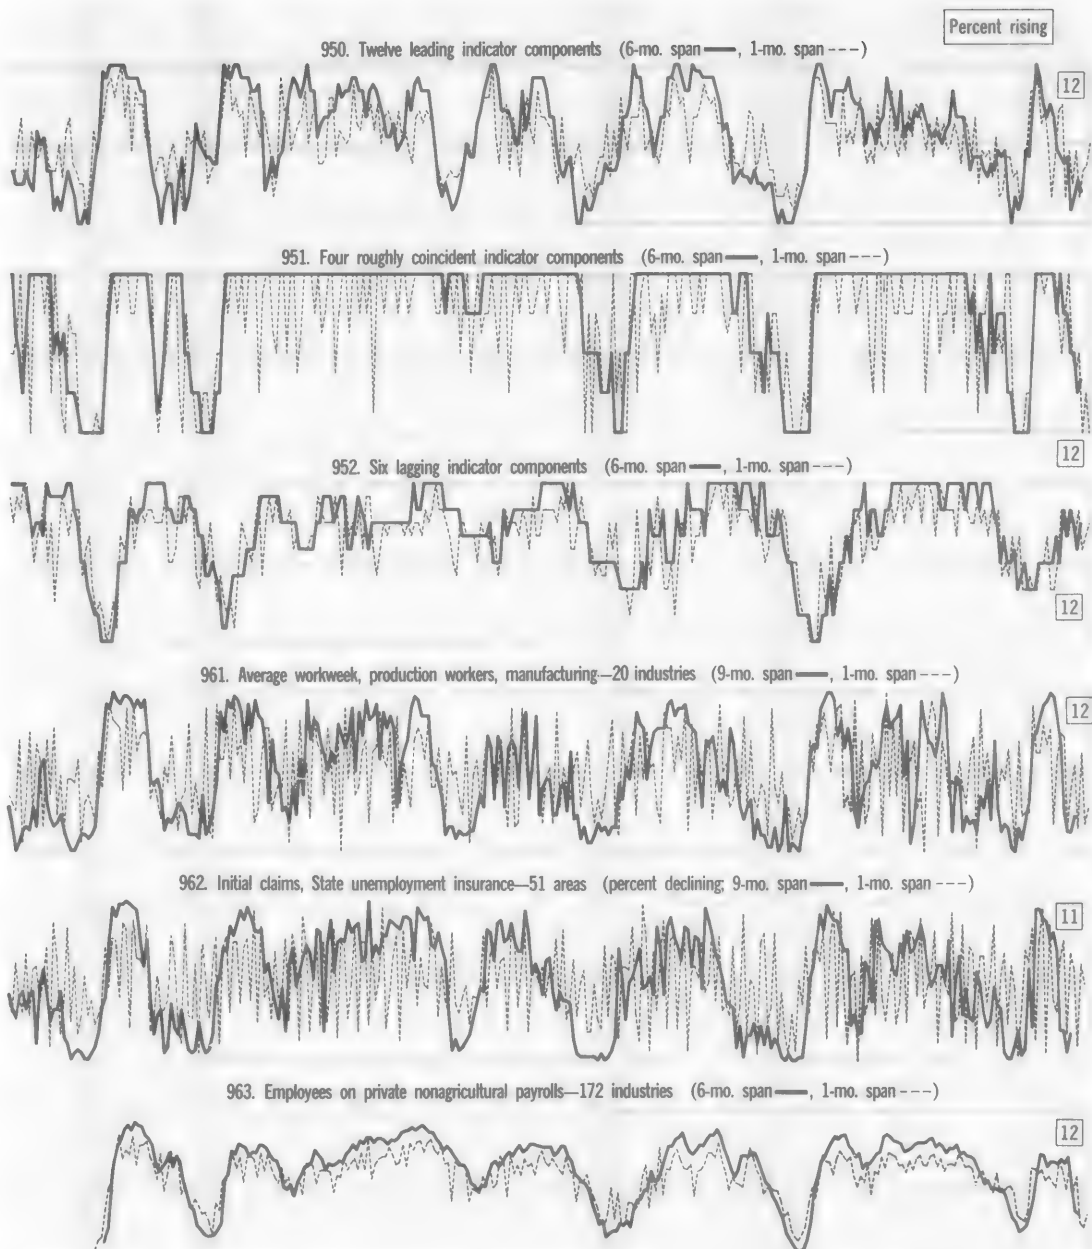 Percent rising
950. Twelve leading indicator components (6-mo. span——, 1-mo. span----)
12
951. Four roughly coincident indicator components (6-mo. span——, 1-mo. span----)
12
952. Six lagging indicator components (6-mo. span——, 1-mo. span----)
12
961. Average workweek, production workers, manufacturing—20 industries (9-mo. span——, 1-mo. span----)
12
962. Initial claims, State unemployment insurance—51 areas (percent declining; 9-mo. span——, 1-mo. span----)
11
963. Employees on private nonagricultural payrolls—172 industries (6-mo. span——, 1-mo. span----)
12